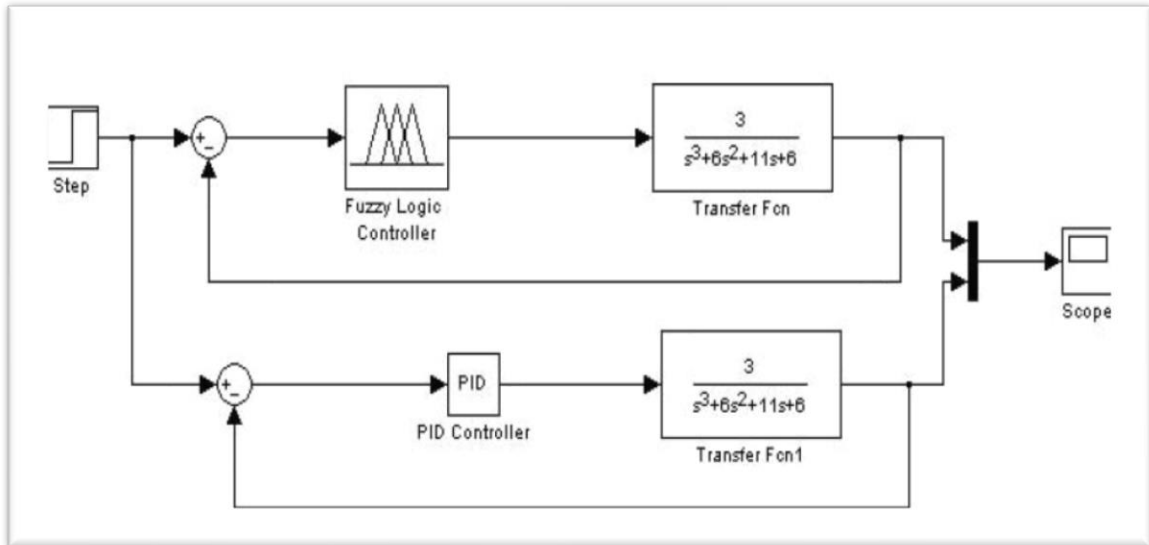 Step
+
−
Fuzzy Logic
Controller
3
s³+6s²+11s+6
Transfer Fcn
Scope
+
−
PID
PID Controller
3
s³+6s²+11s+6
Transfer Fcn1